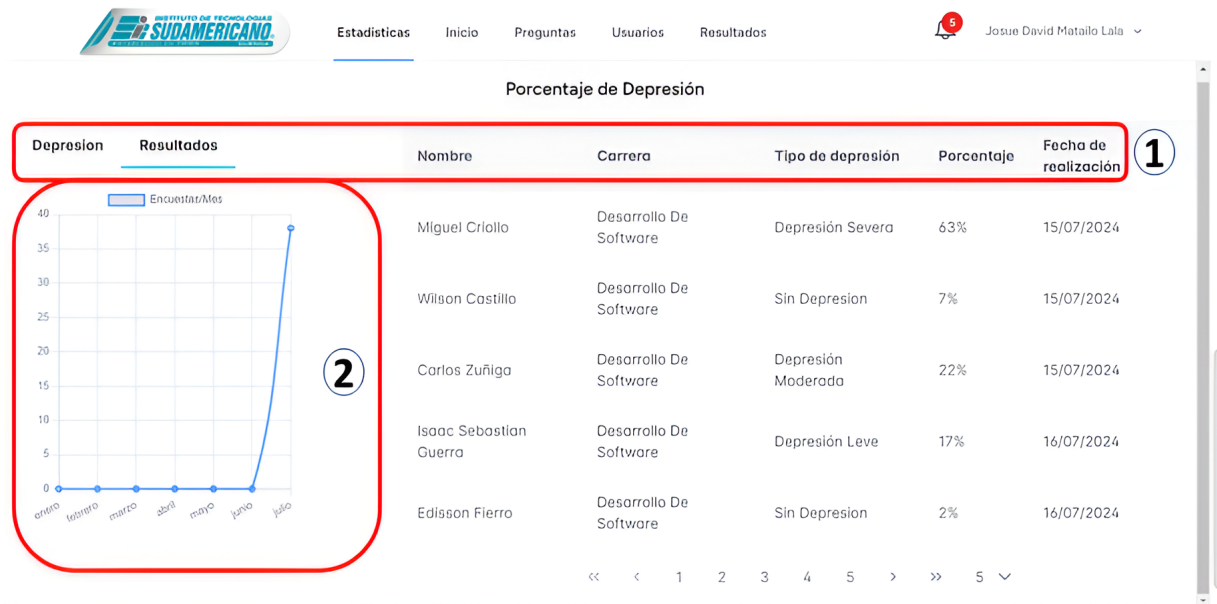 INSTITUTO DE TECNOLOGIAS
SUDAMERICANO
Estadísticas Inicio Preguntas Usuarios Resultados 5 Josue David Matailo Lala
Porcentaje de Depresión
Depresion Resultados
Nombre Carrera Tipo de depresión Porcentaje Fecha de realización
1
Encuestas/Mes
40
35
30
25
20
15
10
5
0
enero febrero marzo abril mayo junio julio
2
Miguel Criollo Desarrollo De Software Depresión Severa 63% 15/07/2024
Wilson Castillo Desarrollo De Software Sin Depresion 7% 15/07/2024
Carlos Zuñiga Desarrollo De Software Depresión Moderada 22% 15/07/2024
Isaac Sebastian Guerra Desarrollo De Software Depresión Leve 17% 16/07/2024
Edisson Fierro Desarrollo De Software Sin Depresion 2% 16/07/2024
<< < 1 2 3 4 5 > >> 5